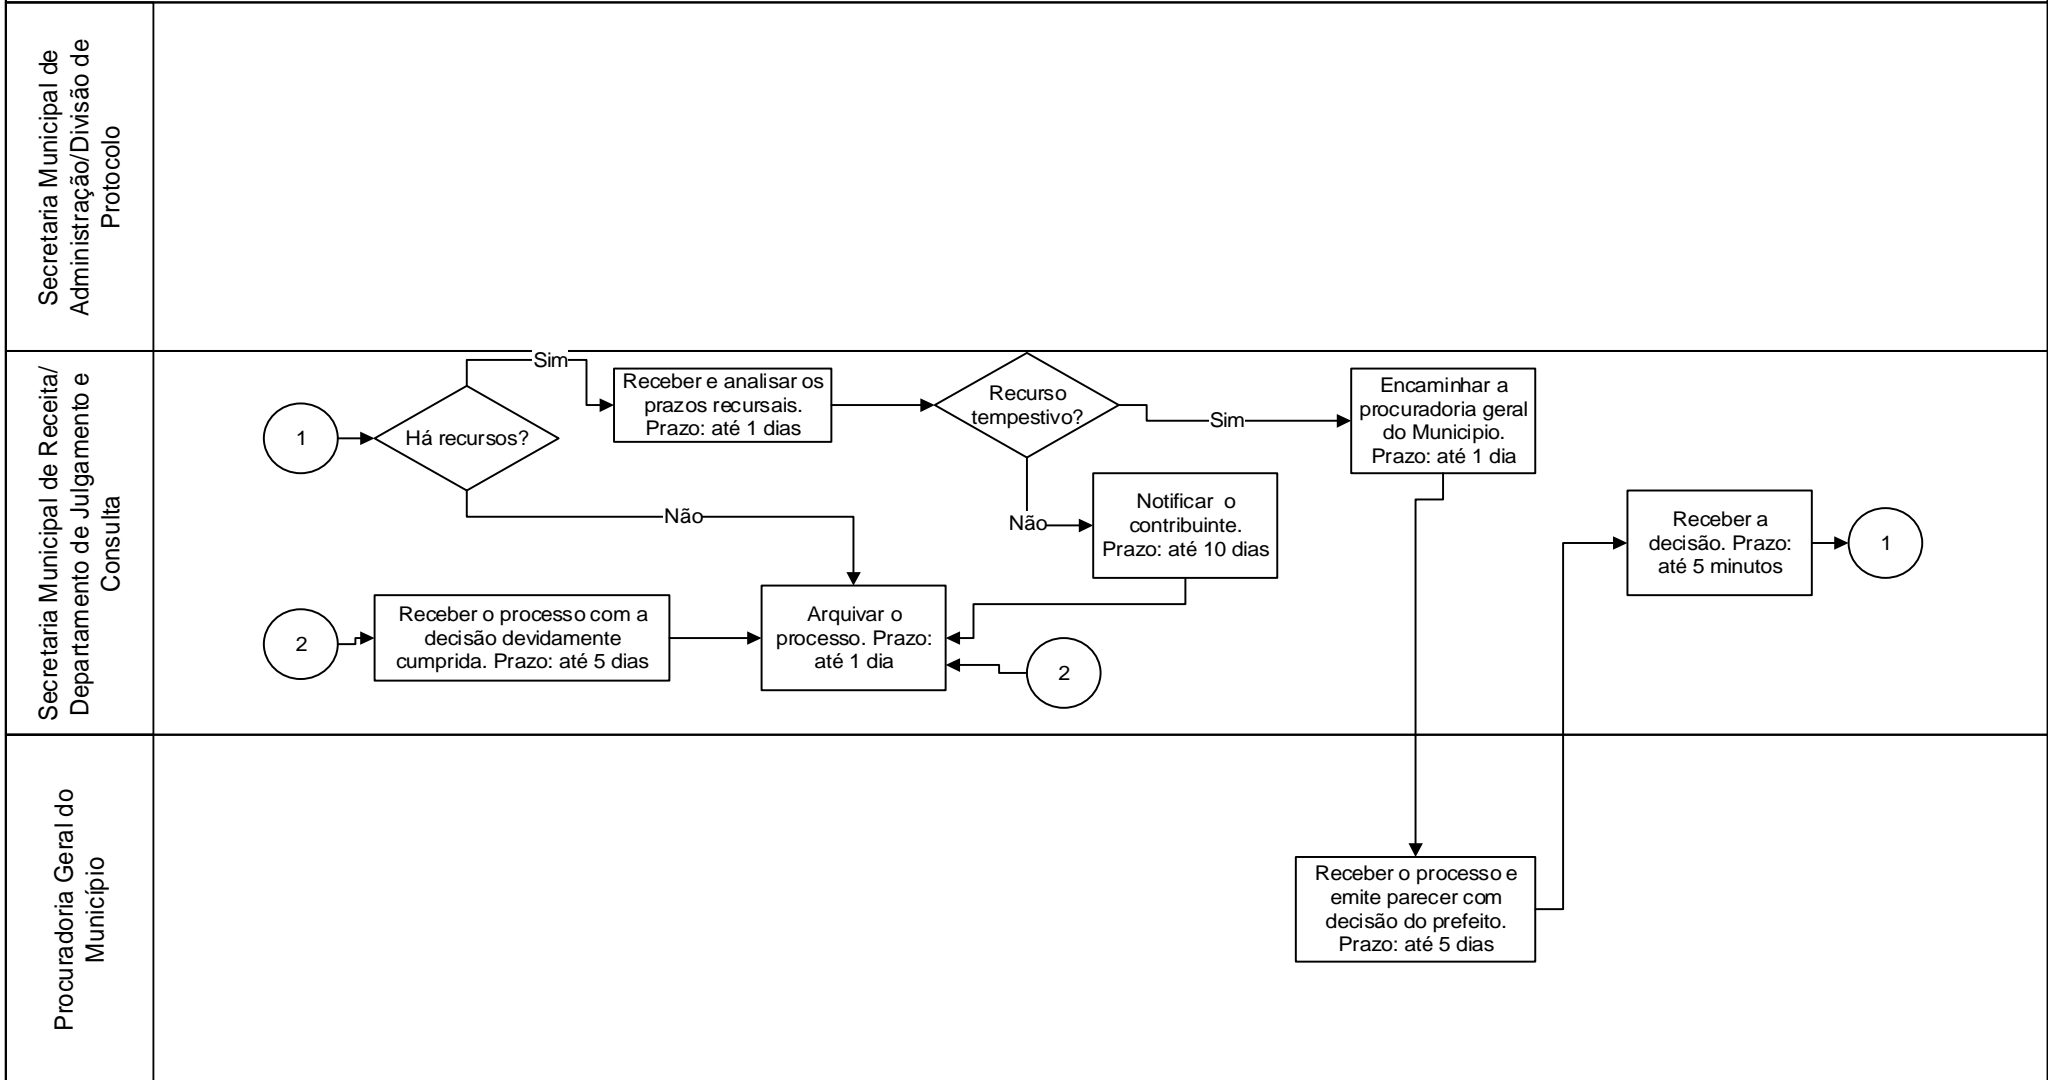 Secretaria Municipal de
Administração/Divisão de
Protocolo
Secretaria Municipal de Receita/
Departamento de Julgamento e
Consulta
1
Há recursos?
Sim
Receber e analisar os
prazos recursais.
Prazo: até 1 dias
Recurso
tempestivo?
Sim
Encaminhar a
procuradoria geral
do Municipio.
Prazo: até 1 dia
Não
Não
Notificar o
contribuinte.
Prazo: até 10 dias
Receber a
decisão. Prazo:
até 5 minutos
1
2
Receber o processo com a
decisão devidamente
cumprida. Prazo: até 5 dias
Arquivar o
processo. Prazo:
até 1 dia
2
Procuradoria Geral do
Município
Receber o processo e
emite parecer com
decisão do prefeito.
Prazo: até 5 dias